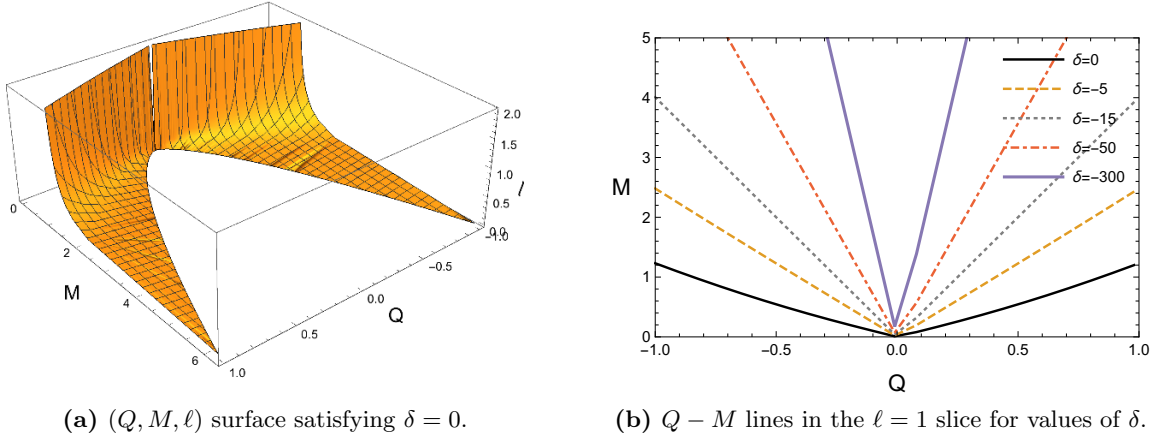 2.0
1.5
1.0
ℓ
0.5
0.0
-1.0
-0.5
0.0
Q
0.5
1.0
0
2
M
4
6
5
4
3
M
2
1
0
-1.0
-0.5
0.0
0.5
1.0
Q
δ=0
δ=-5
δ=-15
δ=-50
δ=-300
(a) (Q, M, ℓ) surface satisfying δ = 0.
(b) Q − M lines in the ℓ = 1 slice for values of δ.